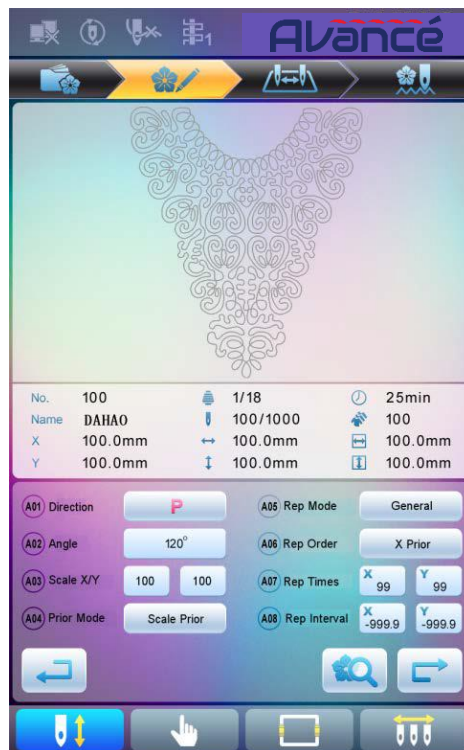 1
Avancé
No. 100 1/18 25min
Name DAHAO 100/1000 100
X 100.0mm 100.0mm 100.0mm
Y 100.0mm 100.0mm 100.0mm
A01 Direction P A05 Rep Mode General
A02 Angle 120° A06 Rep Order X Prior
A03 Scale X/Y 100 100 A07 Rep Times X 99 Y 99
A04 Prior Mode Scale Prior A08 Rep Interval X -999.9 Y -999.9